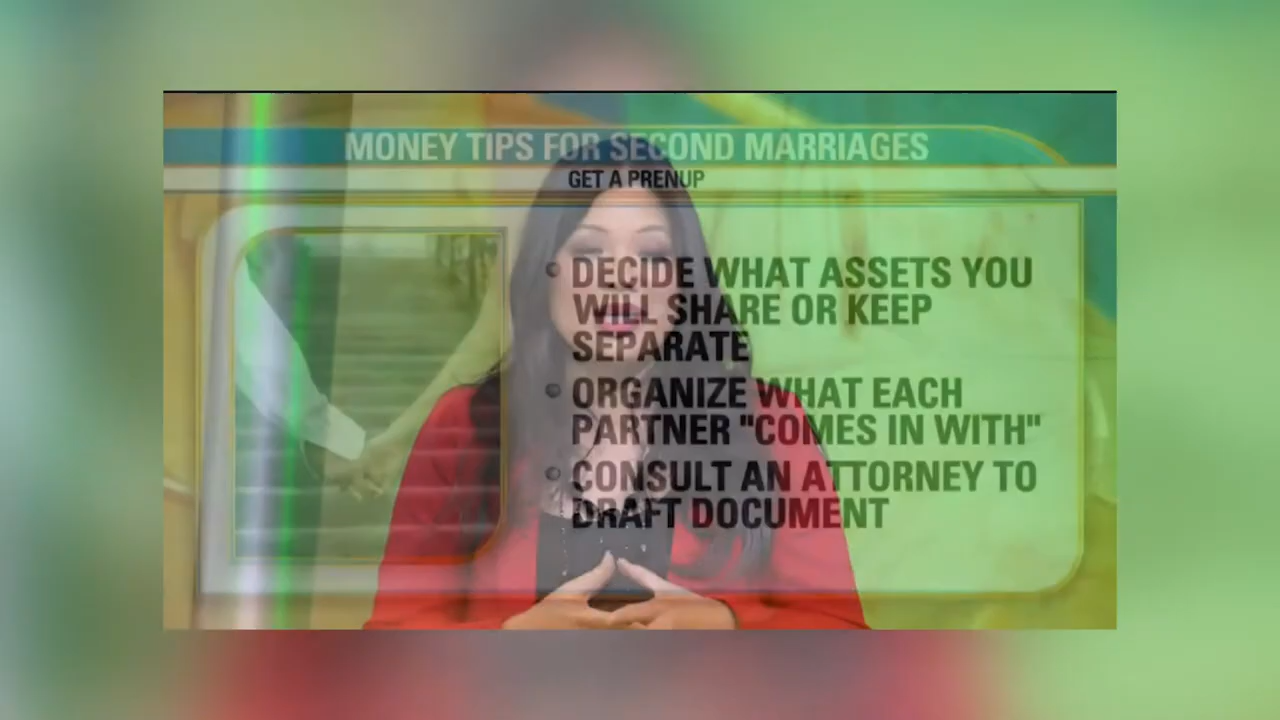 MONEY TIPS FOR SECOND MARRIAGES
GET A PRENUP
• DECIDE WHAT ASSETS YOU
WILL SHARE OR KEEP
SEPARATE
• ORGANIZE WHAT EACH
PARTNER "COMES IN WITH"
• CONSULT AN ATTORNEY TO
DRAFT DOCUMENT